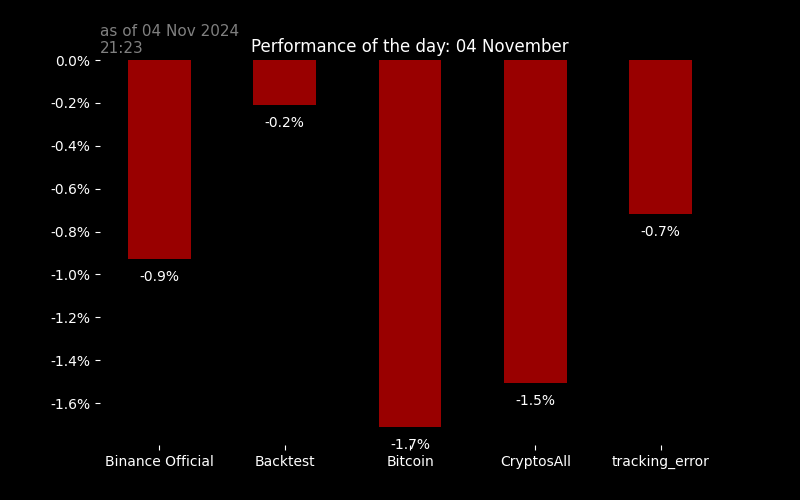 as of 04 Nov 2024
21:23
Performance of the day: 04 November
0.0%
-0.2%
-0.4%
-0.6%
-0.8%
-1.0%
-1.2%
-1.4%
-1.6%
-0.9%
-0.2%
-1.7%
-1.5%
-0.7%
Binance Official
Backtest
Bitcoin
CryptosAll
tracking_error